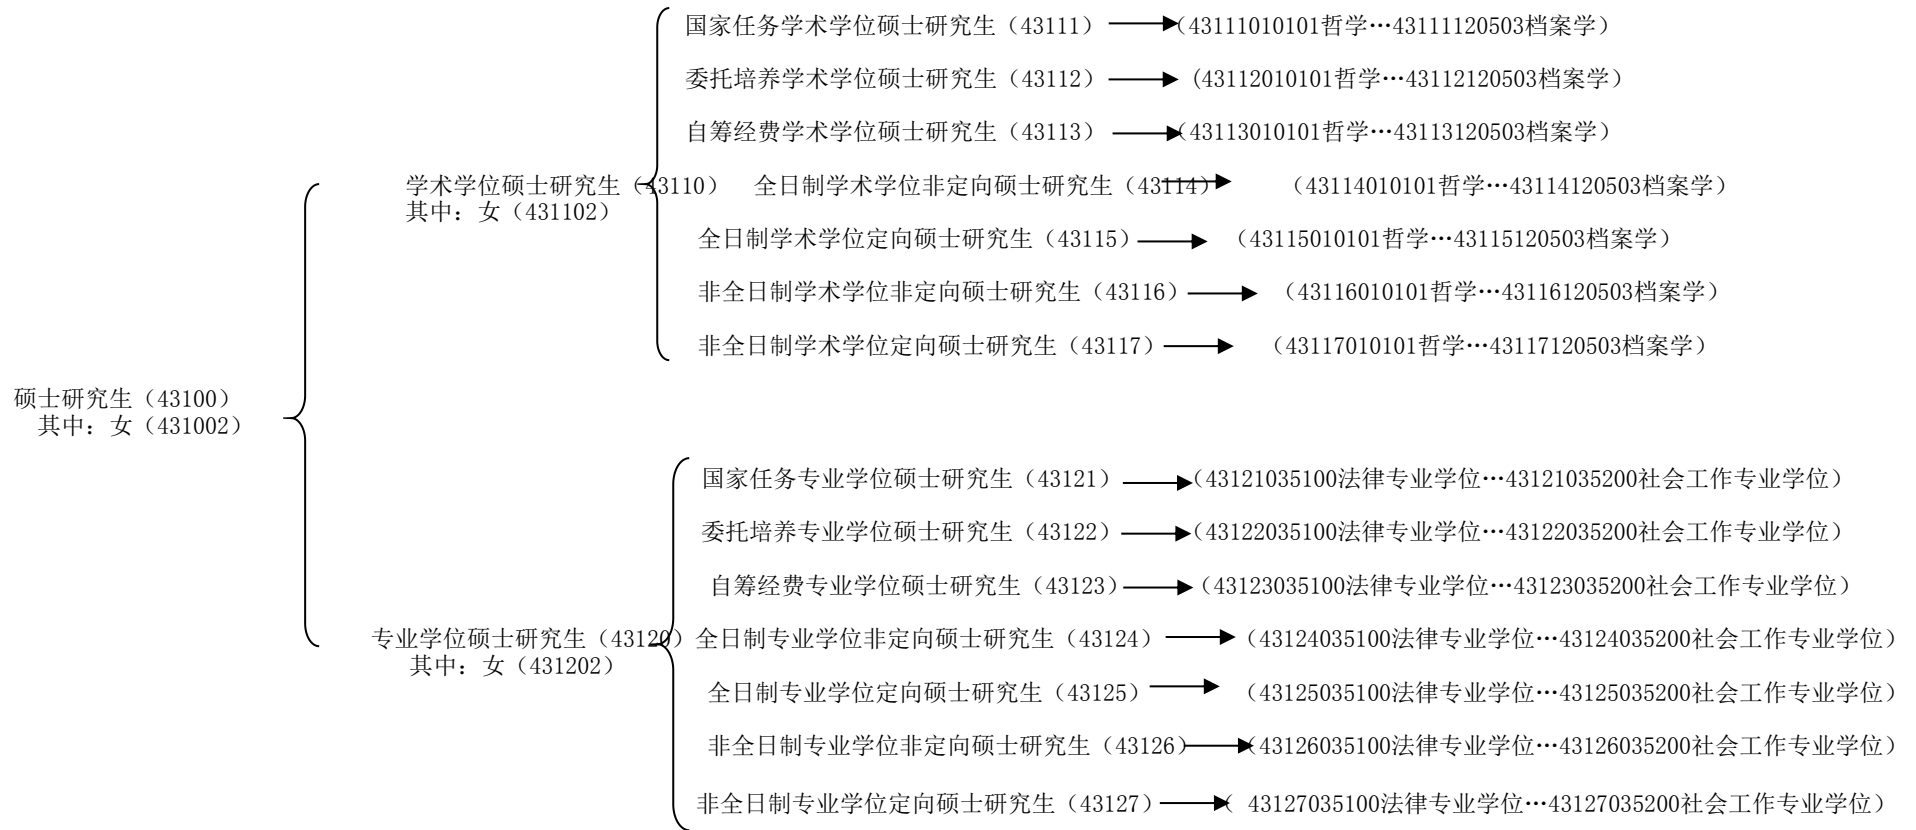 国家任务学术学位硕士研究生（43111） （43111010101哲学…43111120503档案学）
委托培养学术学位硕士研究生（43112） （43112010101哲学…43112120503档案学）
自筹经费学术学位硕士研究生（43113） （43113010101哲学…43113120503档案学）
学术学位硕士研究生（43110） 全日制学术学位非定向硕士研究生（43114） （43114010101哲学…43114120503档案学）
其中：女（431102）
全日制学术学位定向硕士研究生（43115） （43115010101哲学…43115120503档案学）
非全日制学术学位非定向硕士研究生（43116） （43116010101哲学…43116120503档案学）
非全日制学术学位定向硕士研究生（43117） （43117010101哲学…43117120503档案学）
硕士研究生（43100）
其中：女（431002）
国家任务专业学位硕士研究生（43121） （43121035100法律专业学位…43121035200社会工作专业学位）
委托培养专业学位硕士研究生（43122） （43122035100法律专业学位…43122035200社会工作专业学位）
自筹经费专业学位硕士研究生（43123） （43123035100法律专业学位…43123035200社会工作专业学位）
专业学位硕士研究生（43120） 全日制专业学位非定向硕士研究生（43124） （43124035100法律专业学位…43124035200社会工作专业学位）
其中：女（431202）
全日制专业学位定向硕士研究生（43125） （43125035100法律专业学位…43125035200社会工作专业学位）
非全日制专业学位非定向硕士研究生（43126） （43126035100法律专业学位…43126035200社会工作专业学位）
非全日制专业学位定向硕士研究生（43127） （ 43127035100法律专业学位…43127035200社会工作专业学位）